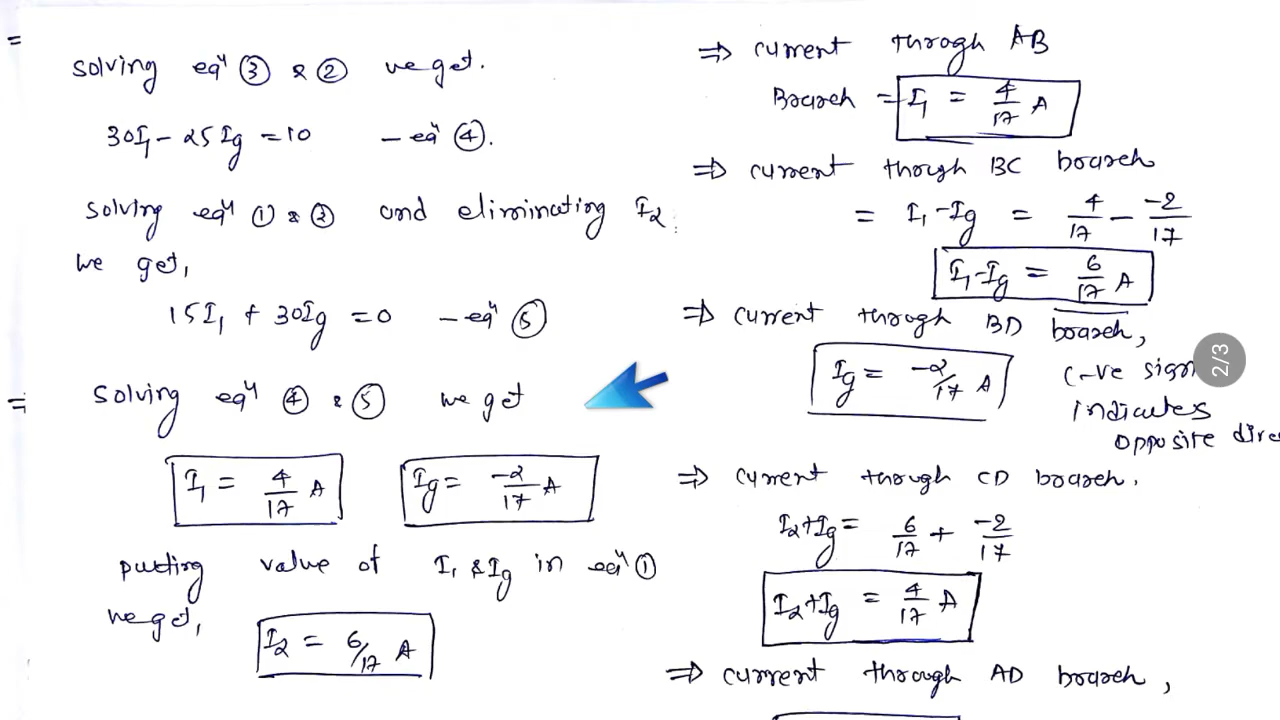 =
solving eqⁿ ③ & ② we get.
30I₁ - 25Ig = 10 - eqⁿ ④.
solving eqⁿ ① & ② and eliminating I₂
we get,
15I₁ + 30Ig = 0 - eqⁿ ⑤
=
Solving eqⁿ ④ & ⑤ we get
I₁ = 4/17 A Ig = -2/17 A
putting value of I₁ & Ig in eqⁿ ①
we get,
I₂ = 6/17 A
⇒ current throgh AB
Branch = I₁ = 4/17 A
⇒ current thorgh BC branch
= I₁ - Ig = 4/17 - -2/17
I₁ - Ig = 6/17 A
⇒ current through BD branch,
Ig = -2/17 A (-ve sign
indicates
opposite dire
⇒ current through CD branch.
I₂+Ig = 6/17 + -2/17
I₂+Ig = 4/17 A
⇒ current through AD branch,
2/3